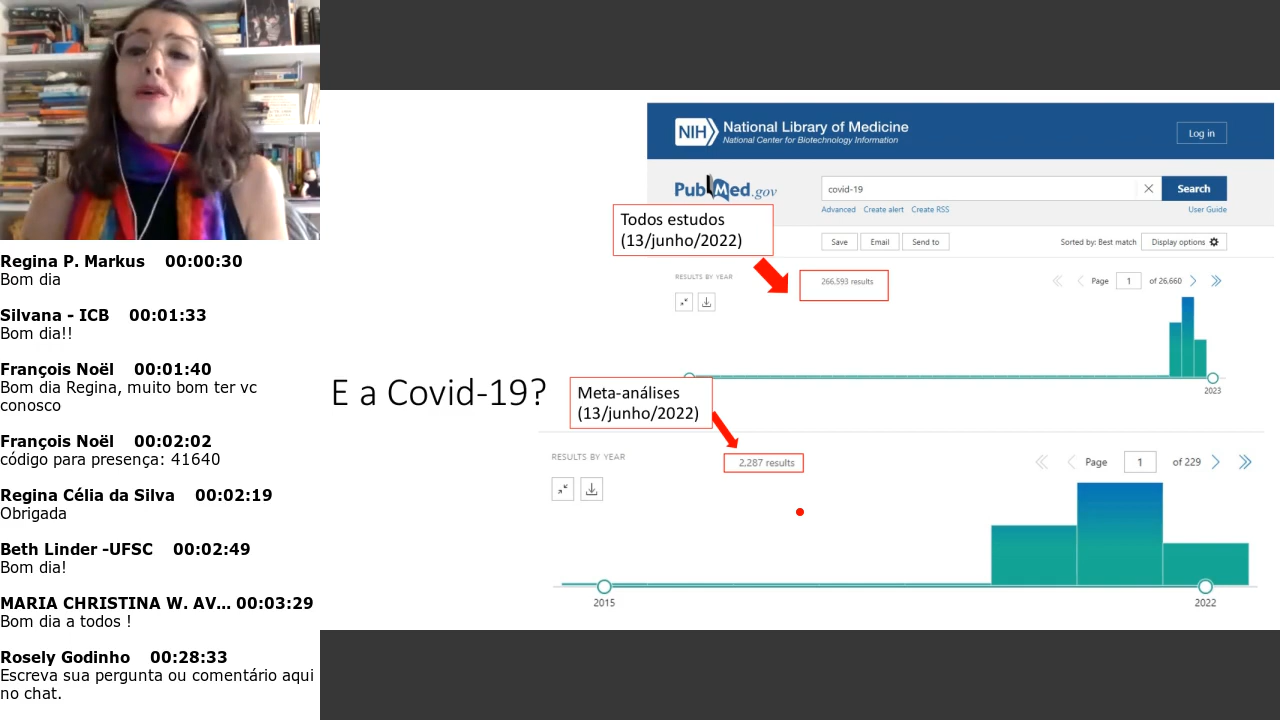 Regina P. Markus 00:00:30
Bom dia
Silvana - ICB 00:01:33
Bom dia!!
François Noël 00:01:40
Bom dia Regina, muito bom ter vc
conosco
François Noël 00:02:02
código para presença: 41640
Regina Célia da Silva 00:02:19
Obrigada
Beth Linder -UFSC 00:02:49
Bom dia!
MARIA CHRISTINA W. AV... 00:03:29
Bom dia a todos !
Rosely Godinho 00:28:33
Escreva sua pergunta ou comentário aqui
no chat.
E a Covid-19?
NIH National Library of Medicine
National Center for Biotechnology Information
Log in
PubMed.gov
covid-19
Search
Advanced Create alert Create RSS
User Guide
Todos estudos
(13/junho/2022)
Save Email Send to
Sorted by: Best match Display options
RESULTS BY YEAR
266,593 results
Page 1 of 26,660
2023
Meta-análises
(13/junho/2022)
RESULTS BY YEAR
2,287 results
Page 1 of 229
2015
2022